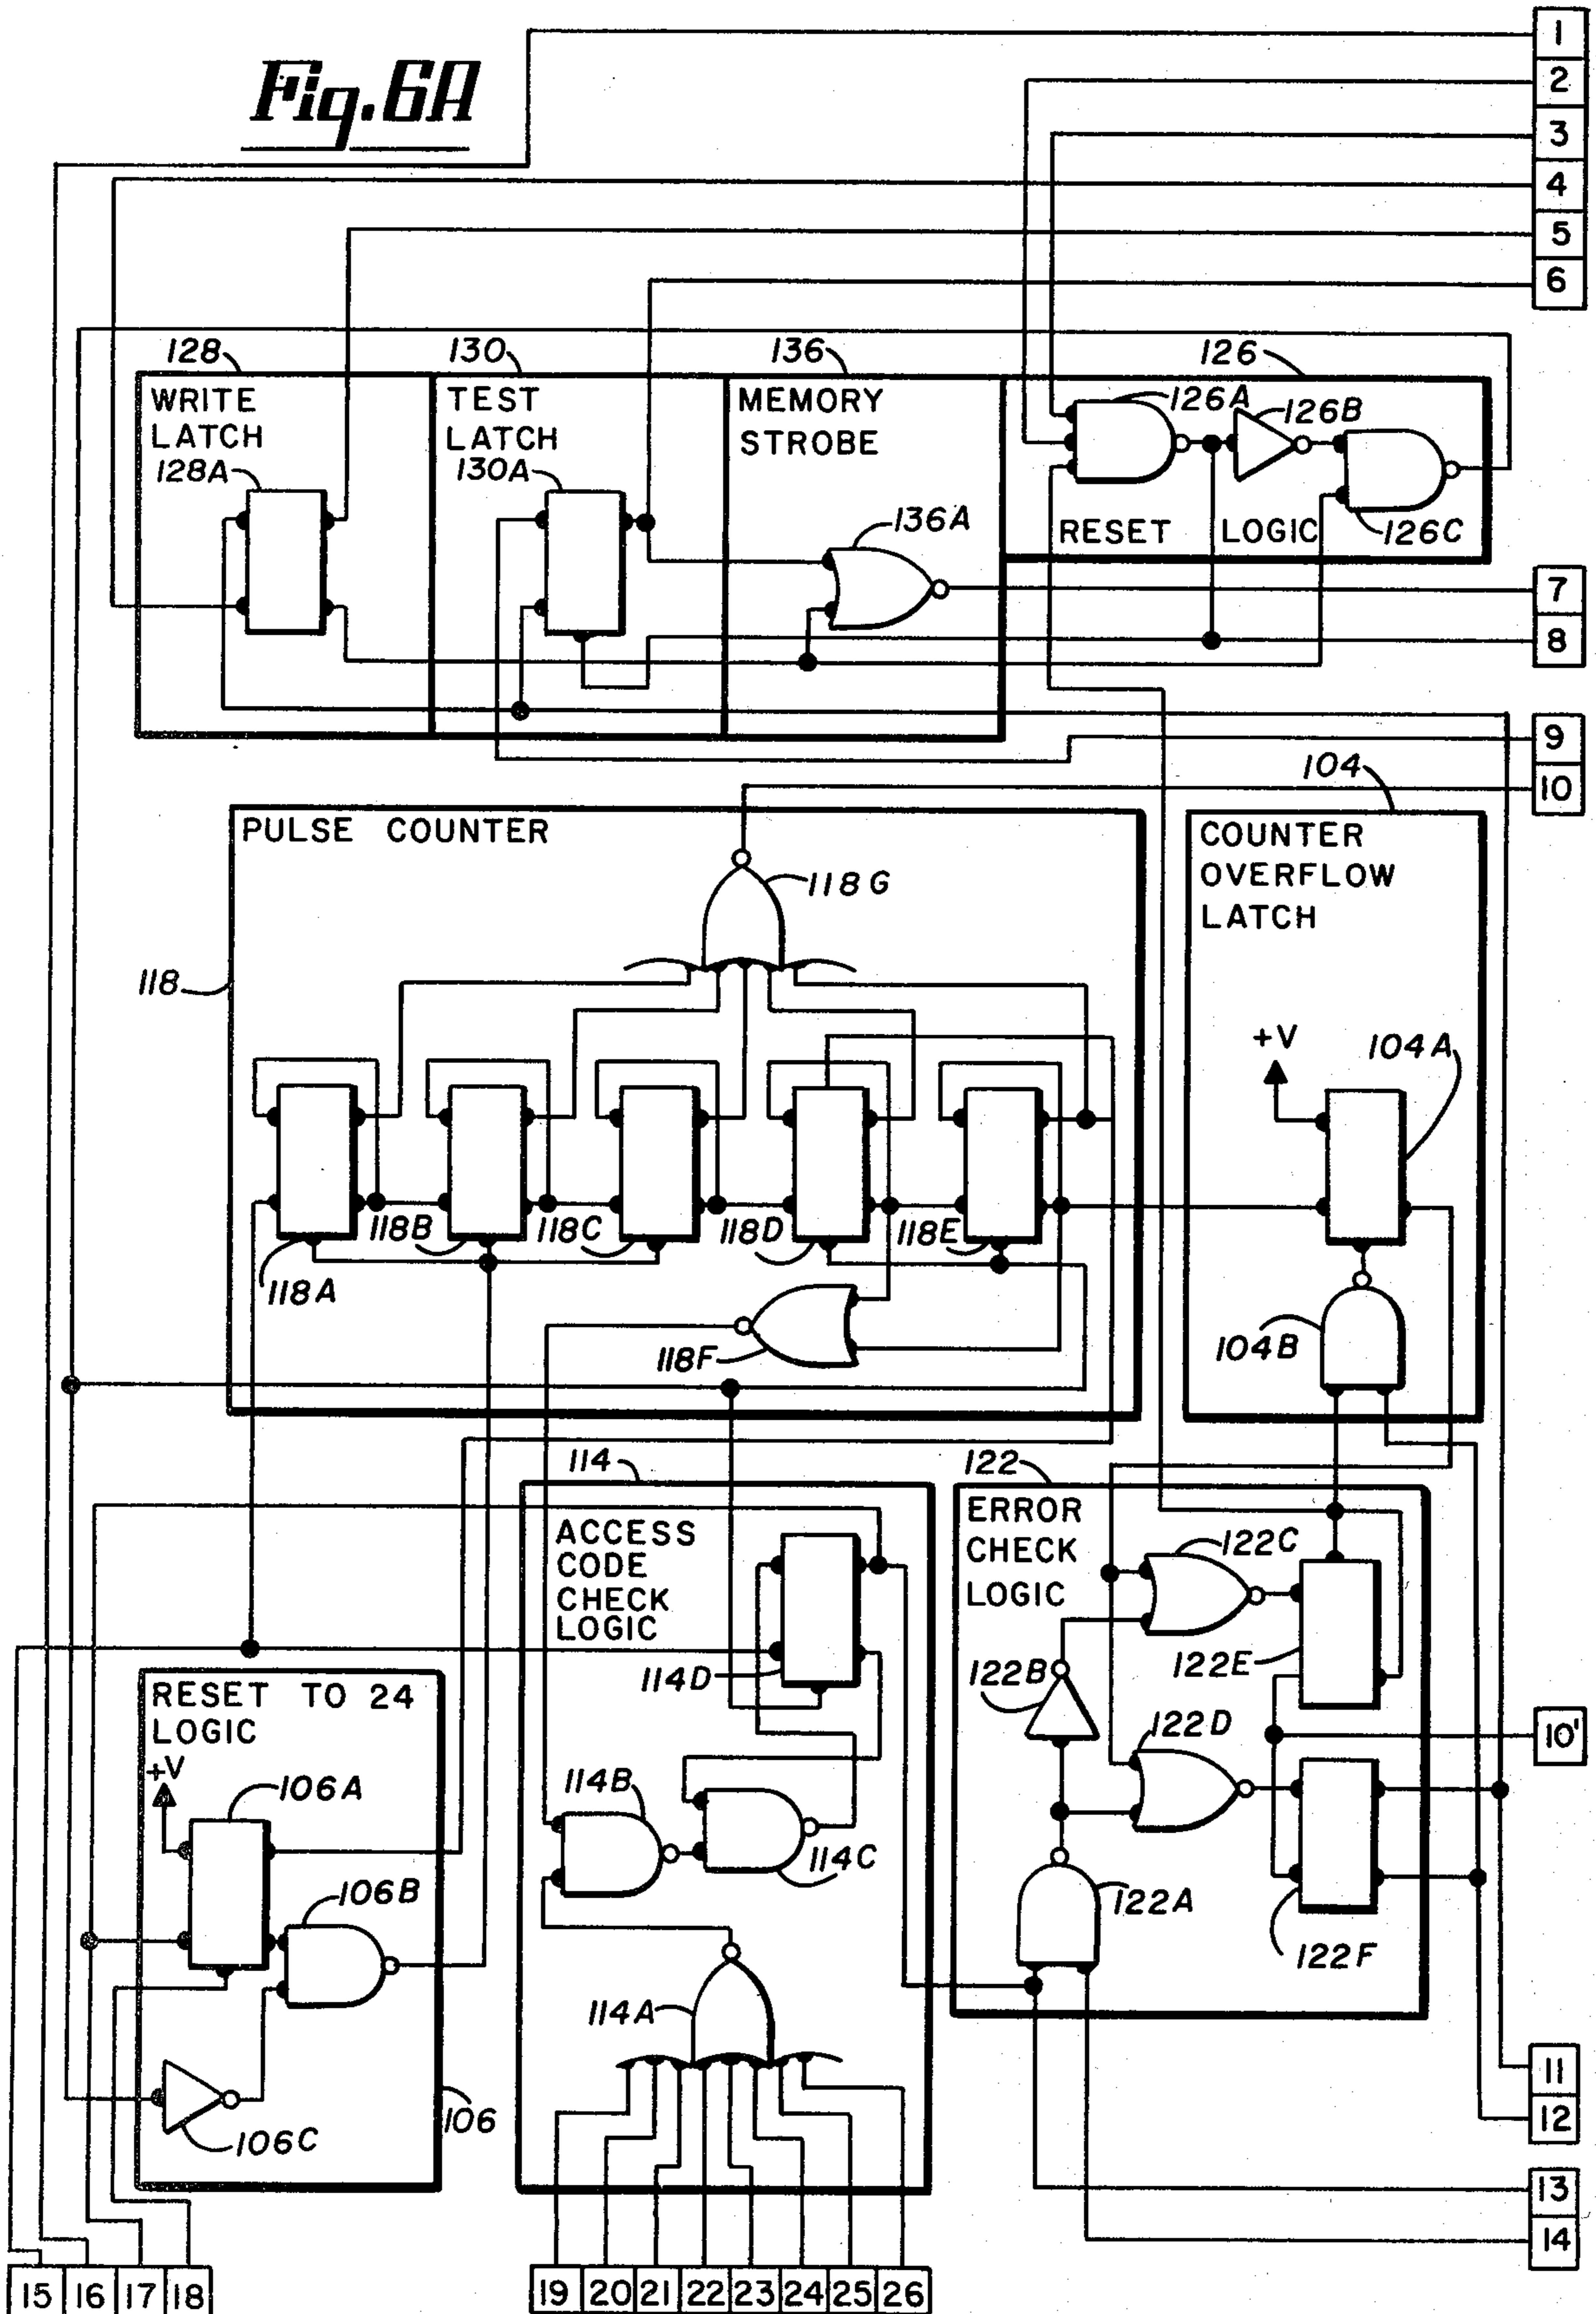 Fig. 6A
1
2
3
4
5
6
128
130
136
126
WRITE
LATCH
128A
TEST
LATCH
130A
MEMORY
STROBE
136A
126A
126B
RESET LOGIC
126C
7
8
9
10
104
PULSE COUNTER
118G
118
COUNTER
OVERFLOW
LATCH
+V
104A
118A
118B
118C
118D
118E
118F
104B
114
122
ACCESS
CODE
CHECK
LOGIC
114D
ERROR
CHECK
LOGIC
122C
122E
122B
122D
10'
RESET TO 24
LOGIC
+V
106A
106B
106C
106
114B
114C
114A
122A
122F
11
12
13
14
15 16 17 18
19 20 21 22 23 24 25 26